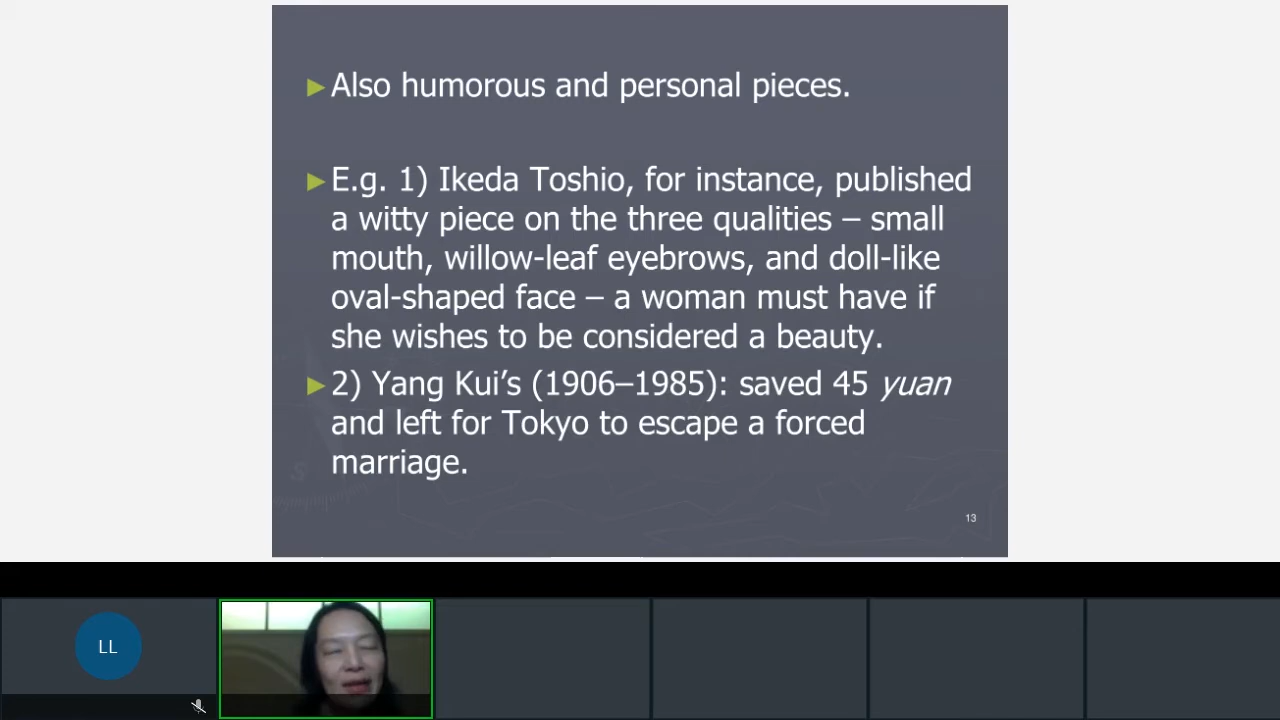 Also humorous and personal pieces.
E.g. 1) Ikeda Toshio, for instance, published
a witty piece on the three qualities – small
mouth, willow-leaf eyebrows, and doll-like
oval-shaped face – a woman must have if
she wishes to be considered a beauty.
2) Yang Kui’s (1906–1985): saved 45 yuan
and left for Tokyo to escape a forced
marriage.
13
LL